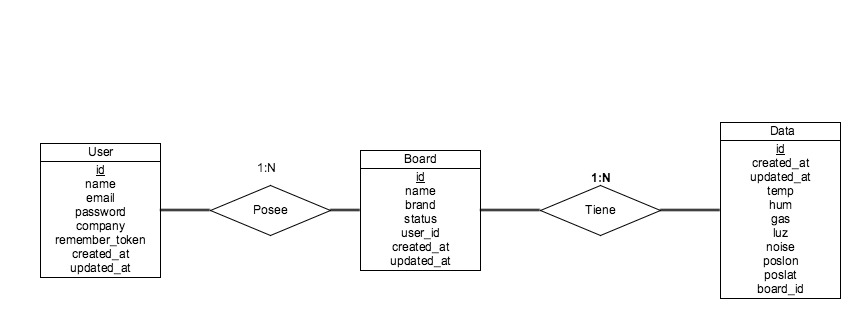 User
id
name
email
password
company
remember_token
created_at
updated_at
1:N
Posee
Board
id
name
brand
status
user_id
created_at
updated_at
1:N
Tiene
Data
id
created_at
updated_at
temp
hum
gas
luz
noise
poslon
poslat
board_id